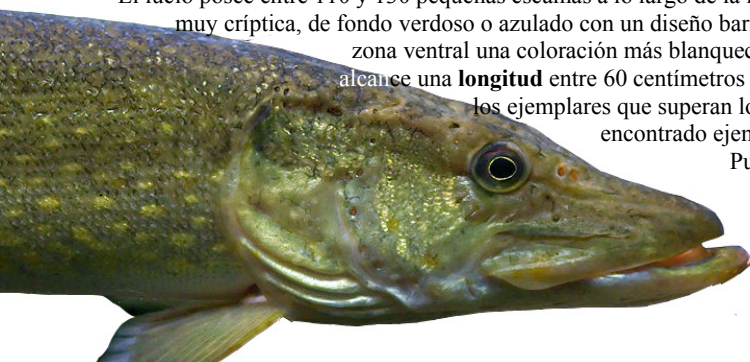 El lucio posee entre 110 y 130 pequeñas escamas a lo largo de la
muy críptica, de fondo verdoso o azulado con un diseño
zona ventral una coloración más
alcance una longitud entre 60 centímetros
los ejemplares que superan
encontrado